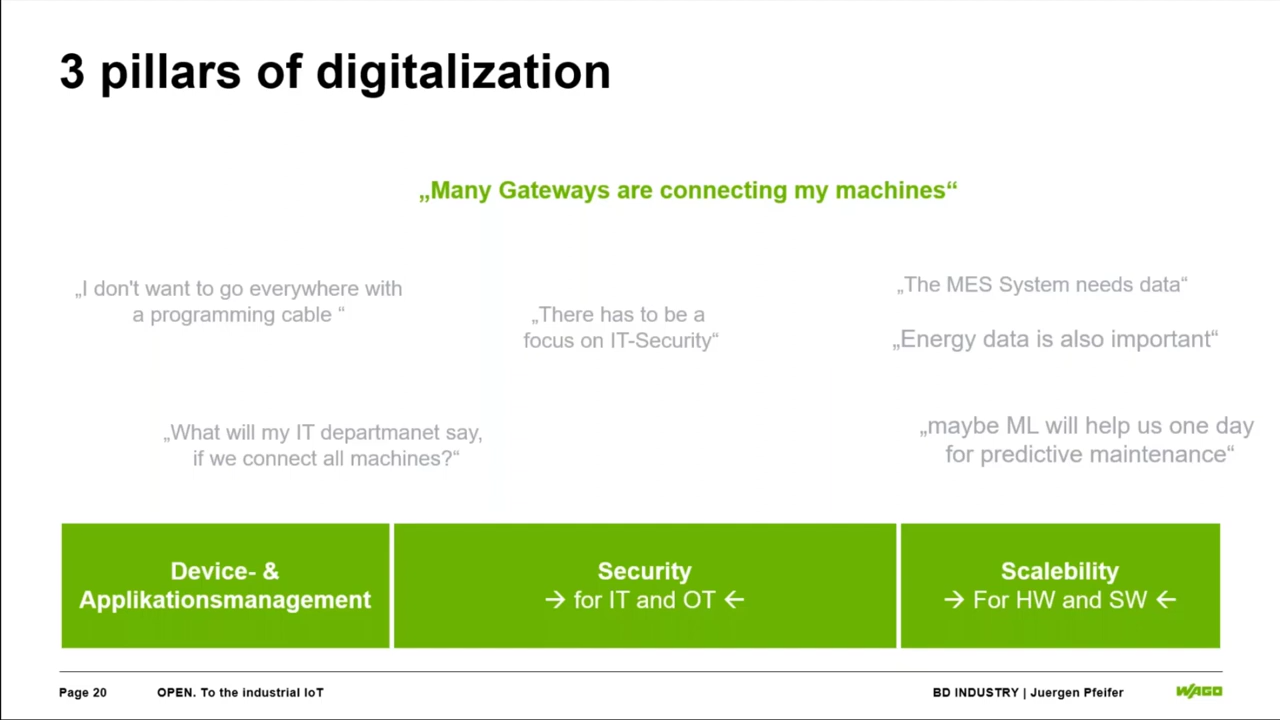 3 pillars of digitalization
„Many Gateways are connecting my machines“
„I don't want to go everywhere with
a programming cable “
„There has to be a
focus on IT-Security“
„The MES System needs data“
„Energy data is also important“
„What will my IT departmanet say,
if we connect all machines?“
„maybe ML will help us one day
for predictive maintenance“
Device- &
Applikationsmanagement
Security
→ for IT and OT ←
Scalebility
→ For HW and SW ←
Page 20 OPEN. To the industrial IoT BD INDUSTRY | Juergen Pfeifer WAGO